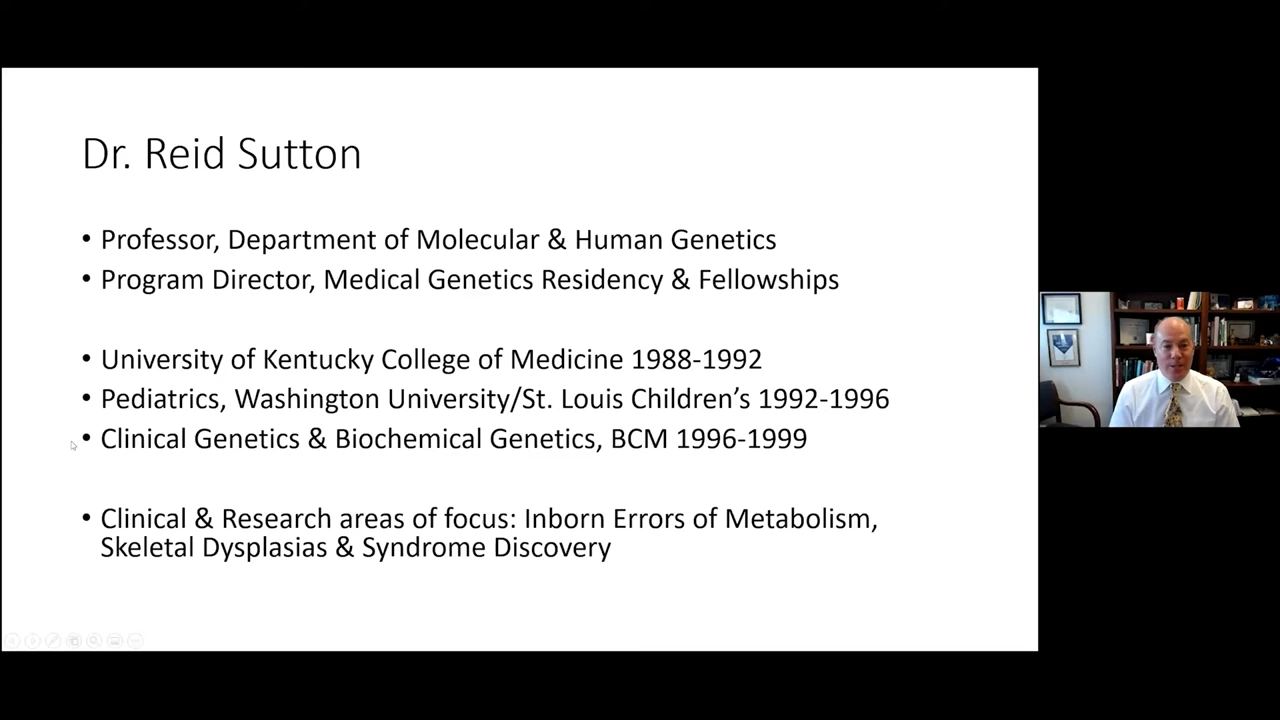 Dr. Reid Sutton
• Professor, Department of Molecular & Human Genetics
• Program Director, Medical Genetics Residency & Fellowships
• University of Kentucky College of Medicine 1988-1992
• Pediatrics, Washington University/St. Louis Children’s 1992-1996
• Clinical Genetics & Biochemical Genetics, BCM 1996-1999
• Clinical & Research areas of focus: Inborn Errors of Metabolism,
Skeletal Dysplasias & Syndrome Discovery